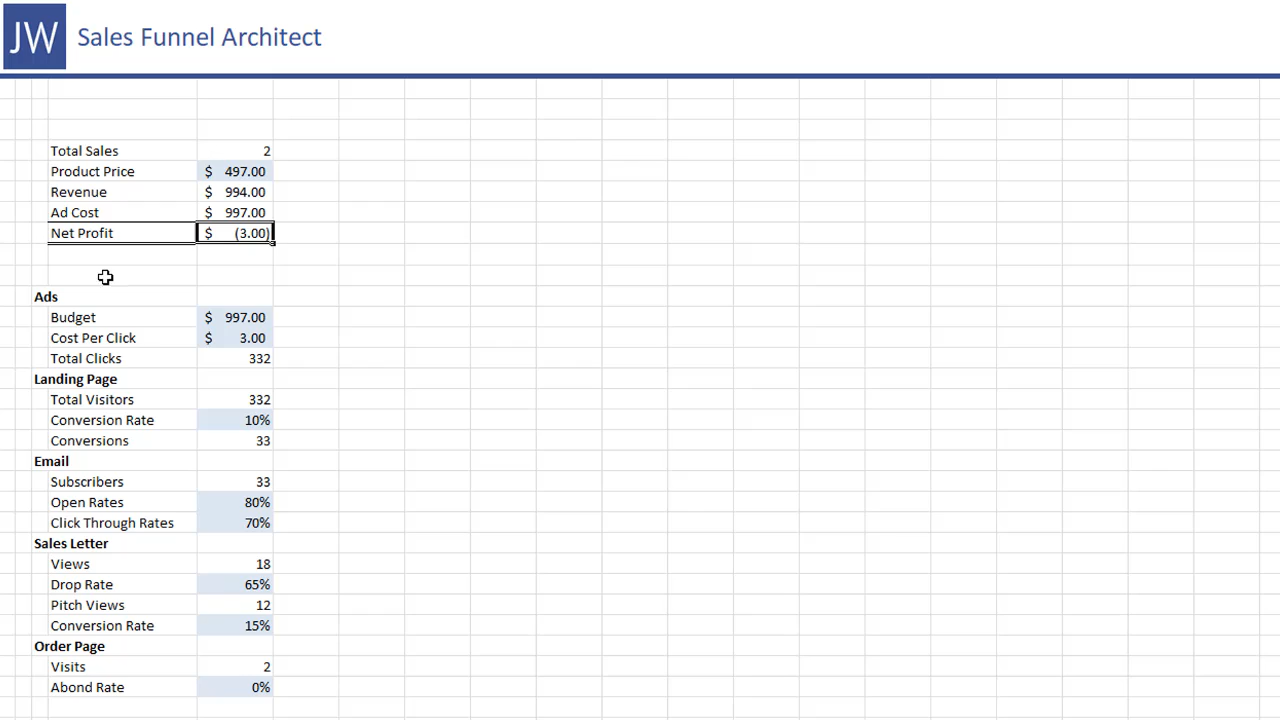 JW Sales Funnel Architect
Total Sales 2
Product Price $ 497.00
Revenue $ 994.00
Ad Cost $ 997.00
Net Profit $ (3.00)
Ads
Budget $ 997.00
Cost Per Click $ 3.00
Total Clicks 332
Landing Page
Total Visitors 332
Conversion Rate 10%
Conversions 33
Email
Subscribers 33
Open Rates 80%
Click Through Rates 70%
Sales Letter
Views 18
Drop Rate 65%
Pitch Views 12
Conversion Rate 15%
Order Page
Visits 2
Abond Rate 0%